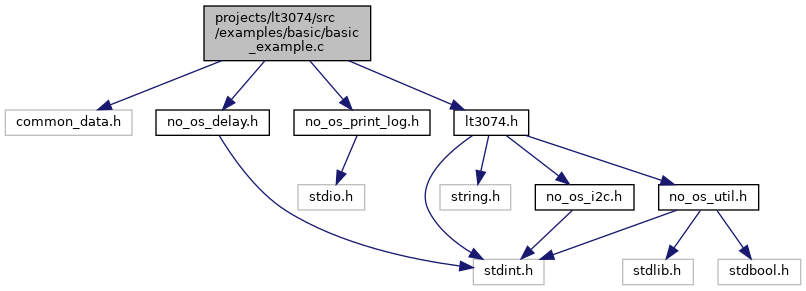 projects/lt3074/src
/examples/basic/basic
_example.c
common_data.h
no_os_delay.h
no_os_print_log.h
lt3074.h
stdio.h
string.h
no_os_i2c.h
no_os_util.h
stdint.h
stdlib.h
stdbool.h